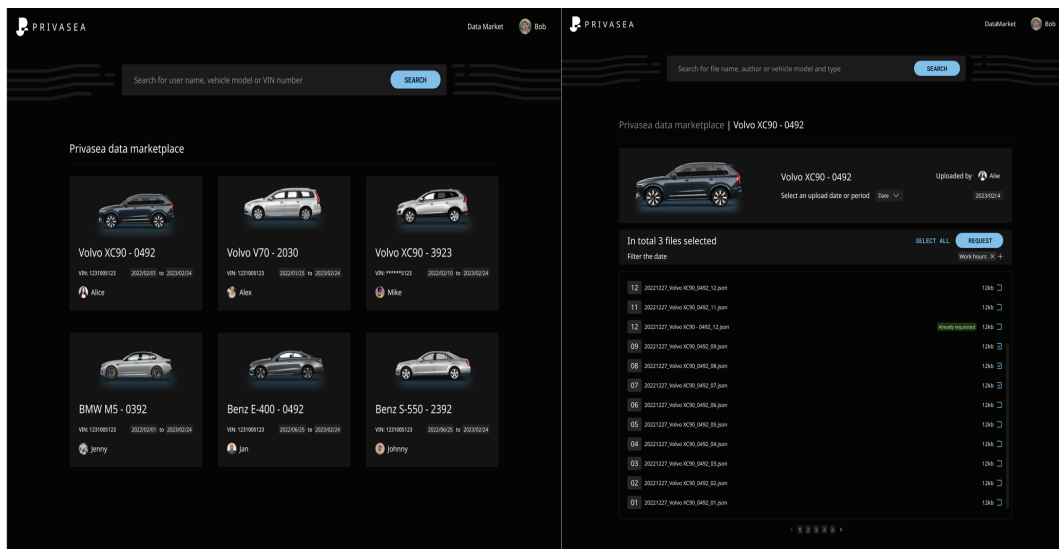 PRIVASEA
Data Market
Bob
Search for user name, vehicle model or VIN number
SEARCH
Privasea data marketplace
Volvo XC90 - 0492
VIN: 1231005123 2022/02/01 to 2023/02/24
Alice
Volvo V70 - 2030
VIN: 1231005123 2022/01/25 to 2023/02/24
Alex
Volvo XC90 - 3923
VIN: ******5123 2022/02/10 to 2023/02/24
Mike
BMW M5 - 0392
VIN: 1231005123 2022/02/01 to 2023/02/24
Jenny
Benz E-400 - 0492
VIN: 1231005123 2022/06/25 to 2023/02/24
Jan
Benz S-550 - 2392
VIN: 1231005123 2022/06/25 to 2023/02/24
Johnny
PRIVASEA
DataMarket
Bob
Search for file name, author or vehicle model and type
SEARCH
Privasea data marketplace | Volvo XC90 - 0492
Volvo XC90 - 0492
Uploaded by Alie
Select an upload date or period Date
2023/02/4
In total 3 files selected
SELECT ALL REQUEST
Filter the date
Work hours × +
12 20221227_Volvo XC90_0492_12.json 12kb
11 20221227_Volvo XC90_0492_11.json 12kb
12 20221227_Volvo XC90 - 0492_12.json Already requested 12kb
09 20221227_Volvo XC90_0492_09.json 12kb
08 20221227_Volvo XC90_0492_08.json 12kb
07 20221227_Volvo XC90_0492_07.json 12kb
06 20221227_Volvo XC90_0492_06.json 12kb
05 20221227_Volvo XC90_0492_05.json 12kb
04 20221227_Volvo XC90_0492_04.json 12kb
03 20221227_Volvo XC90_0492_03.json 12kb
02 20221227_Volvo XC90_0492_02.json 12kb
01 20221227_Volvo XC90_0492_01.json 12kb
< 1 2 3 4 4 >